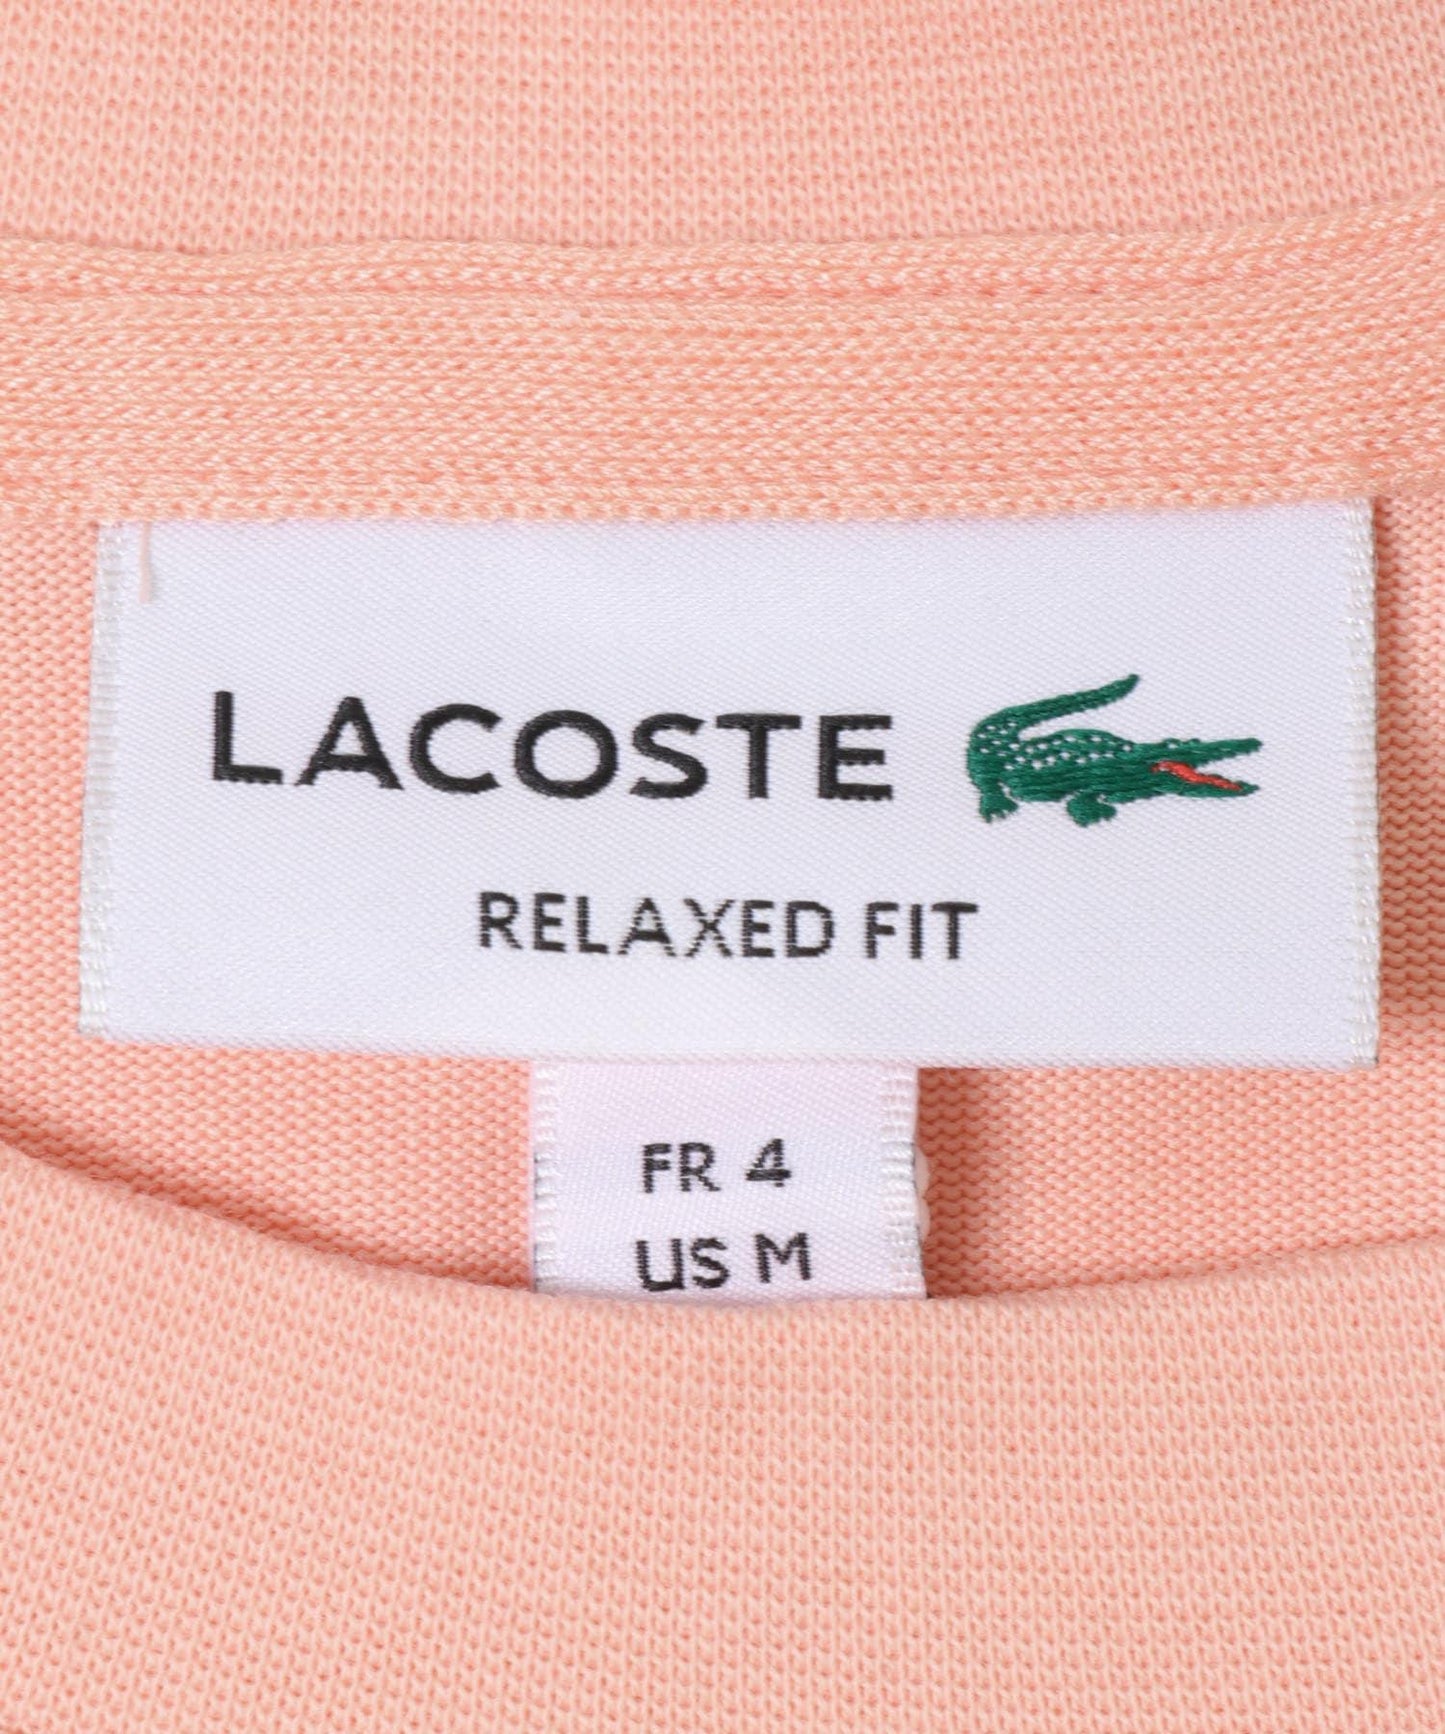 LACOSTE
RELAXED FIT
FR 4
US M